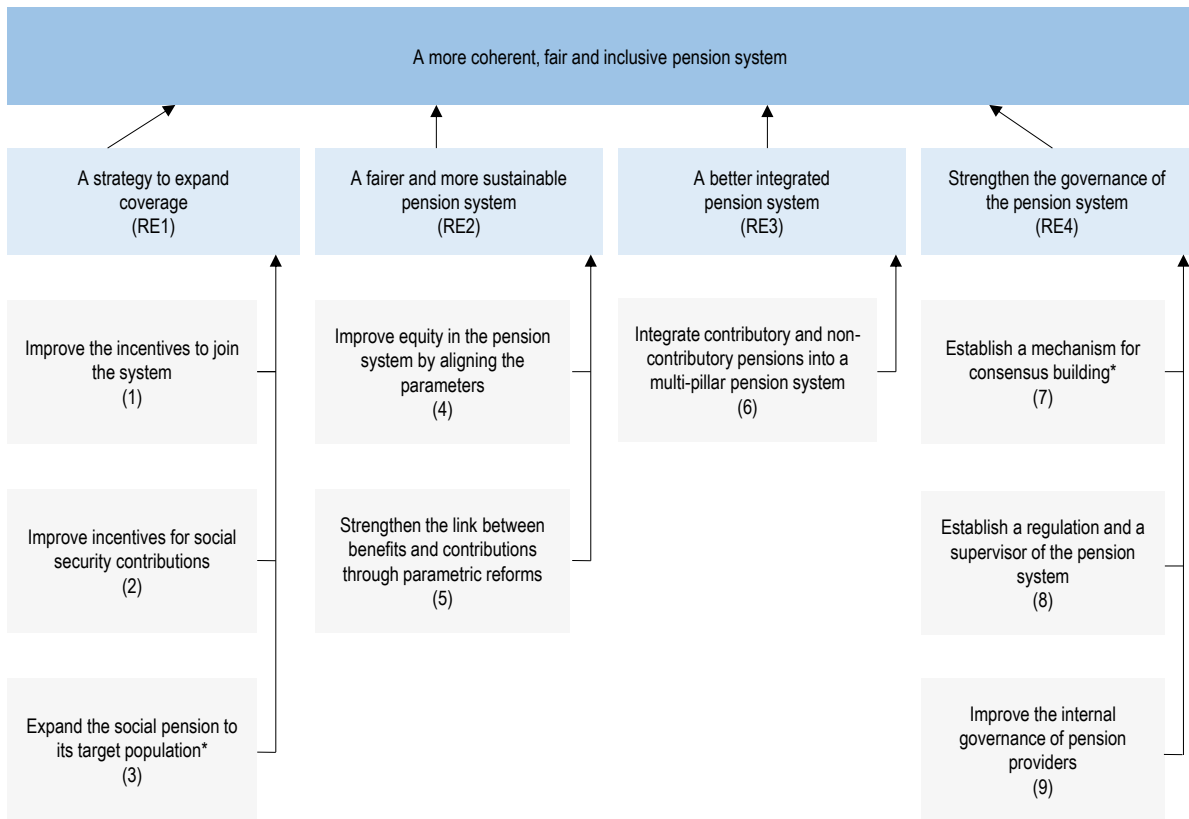 A more coherent, fair and inclusive pension system
A strategy to expand
coverage
(RE1)
A fairer and more sustainable
pension system
(RE2)
A better integrated
pension system
(RE3)
Strengthen the governance of
the pension system
(RE4)
Improve the incentives to join
the system
(1)
Improve incentives for social
security contributions
(2)
Expand the social pension to
its target population*
(3)
Improve equity in the pension
system by aligning the
parameters
(4)
Strengthen the link between
benefits and contributions
through parametric reforms
(5)
Integrate contributory and non-
contributory pensions into a
multi-pillar pension system
(6)
Establish a mechanism for
consensus building*
(7)
Establish a regulation and a
supervisor of the pension
system
(8)
Improve the internal
governance of pension
providers
(9)